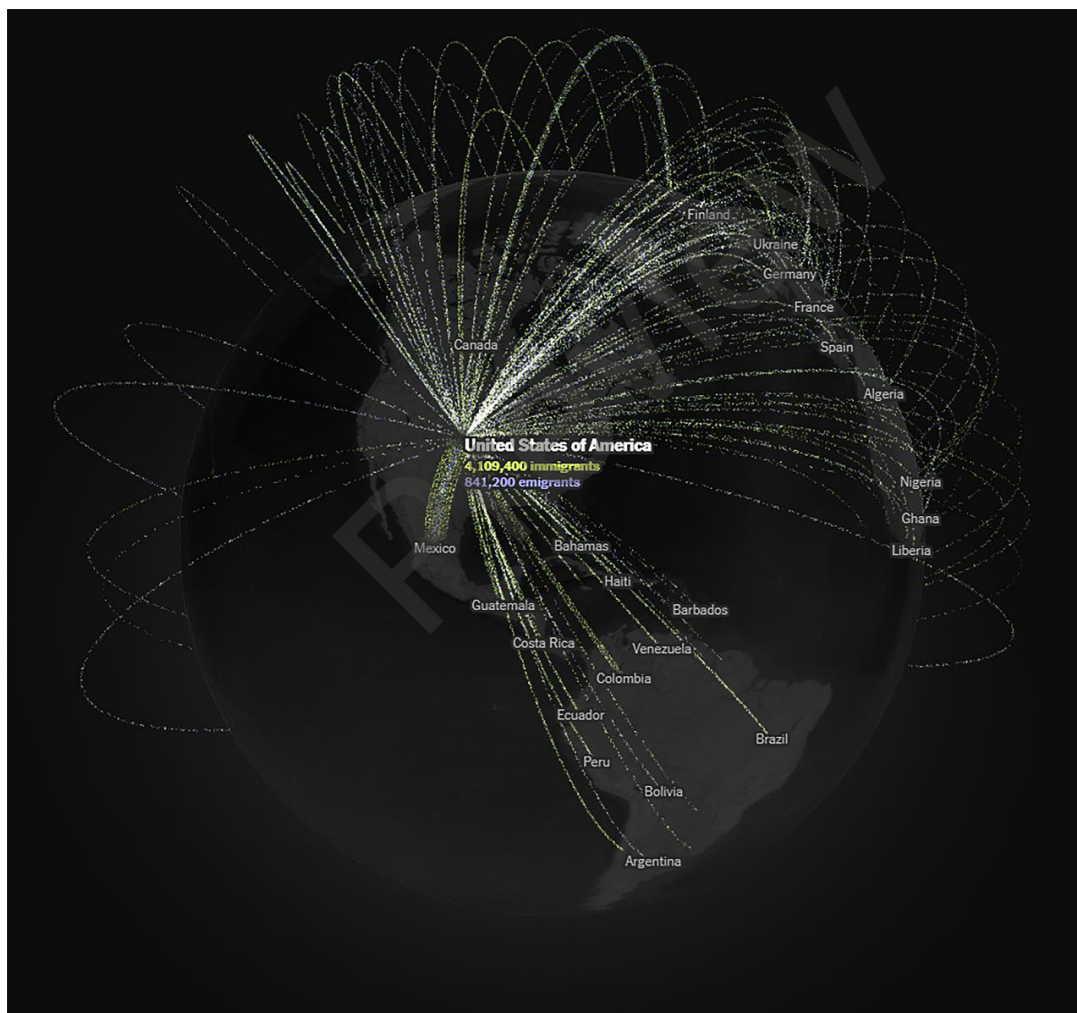 Preview
Finland
Ukraine
Germany
France
Canada
Spain
Algeria
United States of America
4,109,400 immigrants
841,200 emigrants
Nigeria
Ghana
Mexico
Bahamas
Liberia
Haiti
Guatemala
Barbados
Costa Rica
Venezuela
Colombia
Ecuador
Brazil
Peru
Bolivia
Argentina